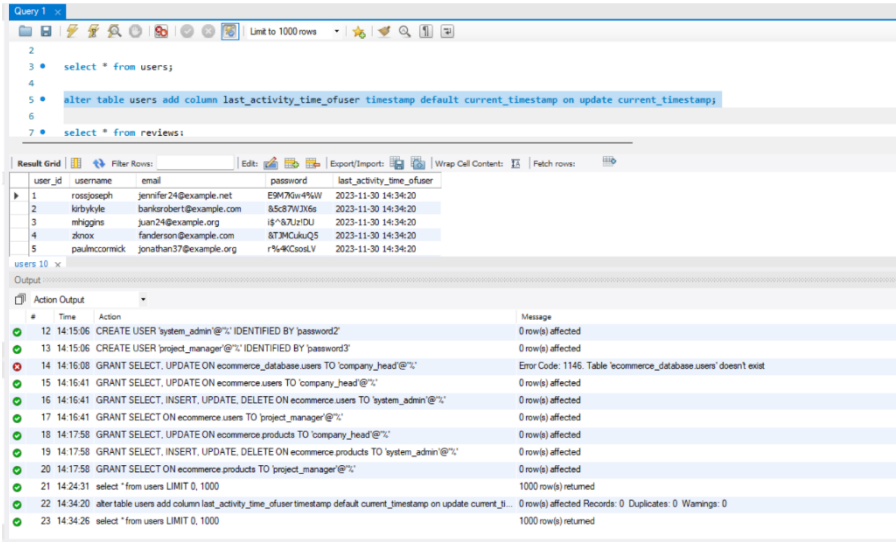 Query 1 ×
Limit to 1000 rows
2
3 select * from users;
4
5 alter table users add column last_activity_time_ofuser timestamp default current_timestamp on update current_timestamp;
6
7 select * from reviews;
Result Grid Filter Rows: Edit: Export/Import: Wrap Cell Content: Fetch rows:
user_id username email password last_activity_time_ofuser
1 rossjoseph jennifer24@example.net 2023-11-30 14:34:20
2 kirbykyle banksrobert@example.com &5c87WJX6s 2023-11-30 14:34:20
3 mhiggins juan24@example.org 2023-11-30 14:34:20
4 zknox fanderson@example.com &TJMCukuQ5 2023-11-30 14:34:20
5 paulmccormick jonathan37@example.org r%4KCsosLV 2023-11-30 14:34:20
users 10 ×
Output
Action Output
# Time Action Message
12 14:15:06 CREATE USER 'system_admin'@'%' IDENTIFIED BY 'password2' 0 row(s) affected
13 14:15:06 CREATE USER 'project_manager'@'%' IDENTIFIED BY 'password3' 0 row(s) affected
14 14:16:08 GRANT SELECT, UPDATE ON ecommerce_database.users TO 'company_head'@'%' Error Code: 1146. Table 'ecommerce_database.users' doesn't exist
15 14:16:41 GRANT SELECT, UPDATE ON ecommerce.users TO 'company_head'@'%' 0 row(s) affected
16 14:16:41 GRANT SELECT, INSERT, UPDATE, DELETE ON ecommerce.users TO 'system_admin'@'%' 0 row(s) affected
17 14:16:41 GRANT SELECT ON ecommerce.users TO 'project_manager'@'%' 0 row(s) affected
18 14:17:58 GRANT SELECT, UPDATE ON ecommerce.products TO 'company_head'@'%' 0 row(s) affected
19 14:17:58 GRANT SELECT, INSERT, UPDATE, DELETE ON ecommerce.products TO 'system_admin'@'%' 0 row(s) affected
20 14:17:58 GRANT SELECT ON ecommerce.products TO 'project_manager'@'%' 0 row(s) affected
21 14:24:31 select * from users LIMIT 0, 1000 1000 row(s) returned
22 14:34:20 alter table users add column last_activity_time_ofuser timestamp default current_timestamp on update current_ti... 0 row(s) affected Records: 0 Duplicates: 0 Warnings: 0
23 14:34:26 select * from users LIMIT 0, 1000 1000 row(s) returned